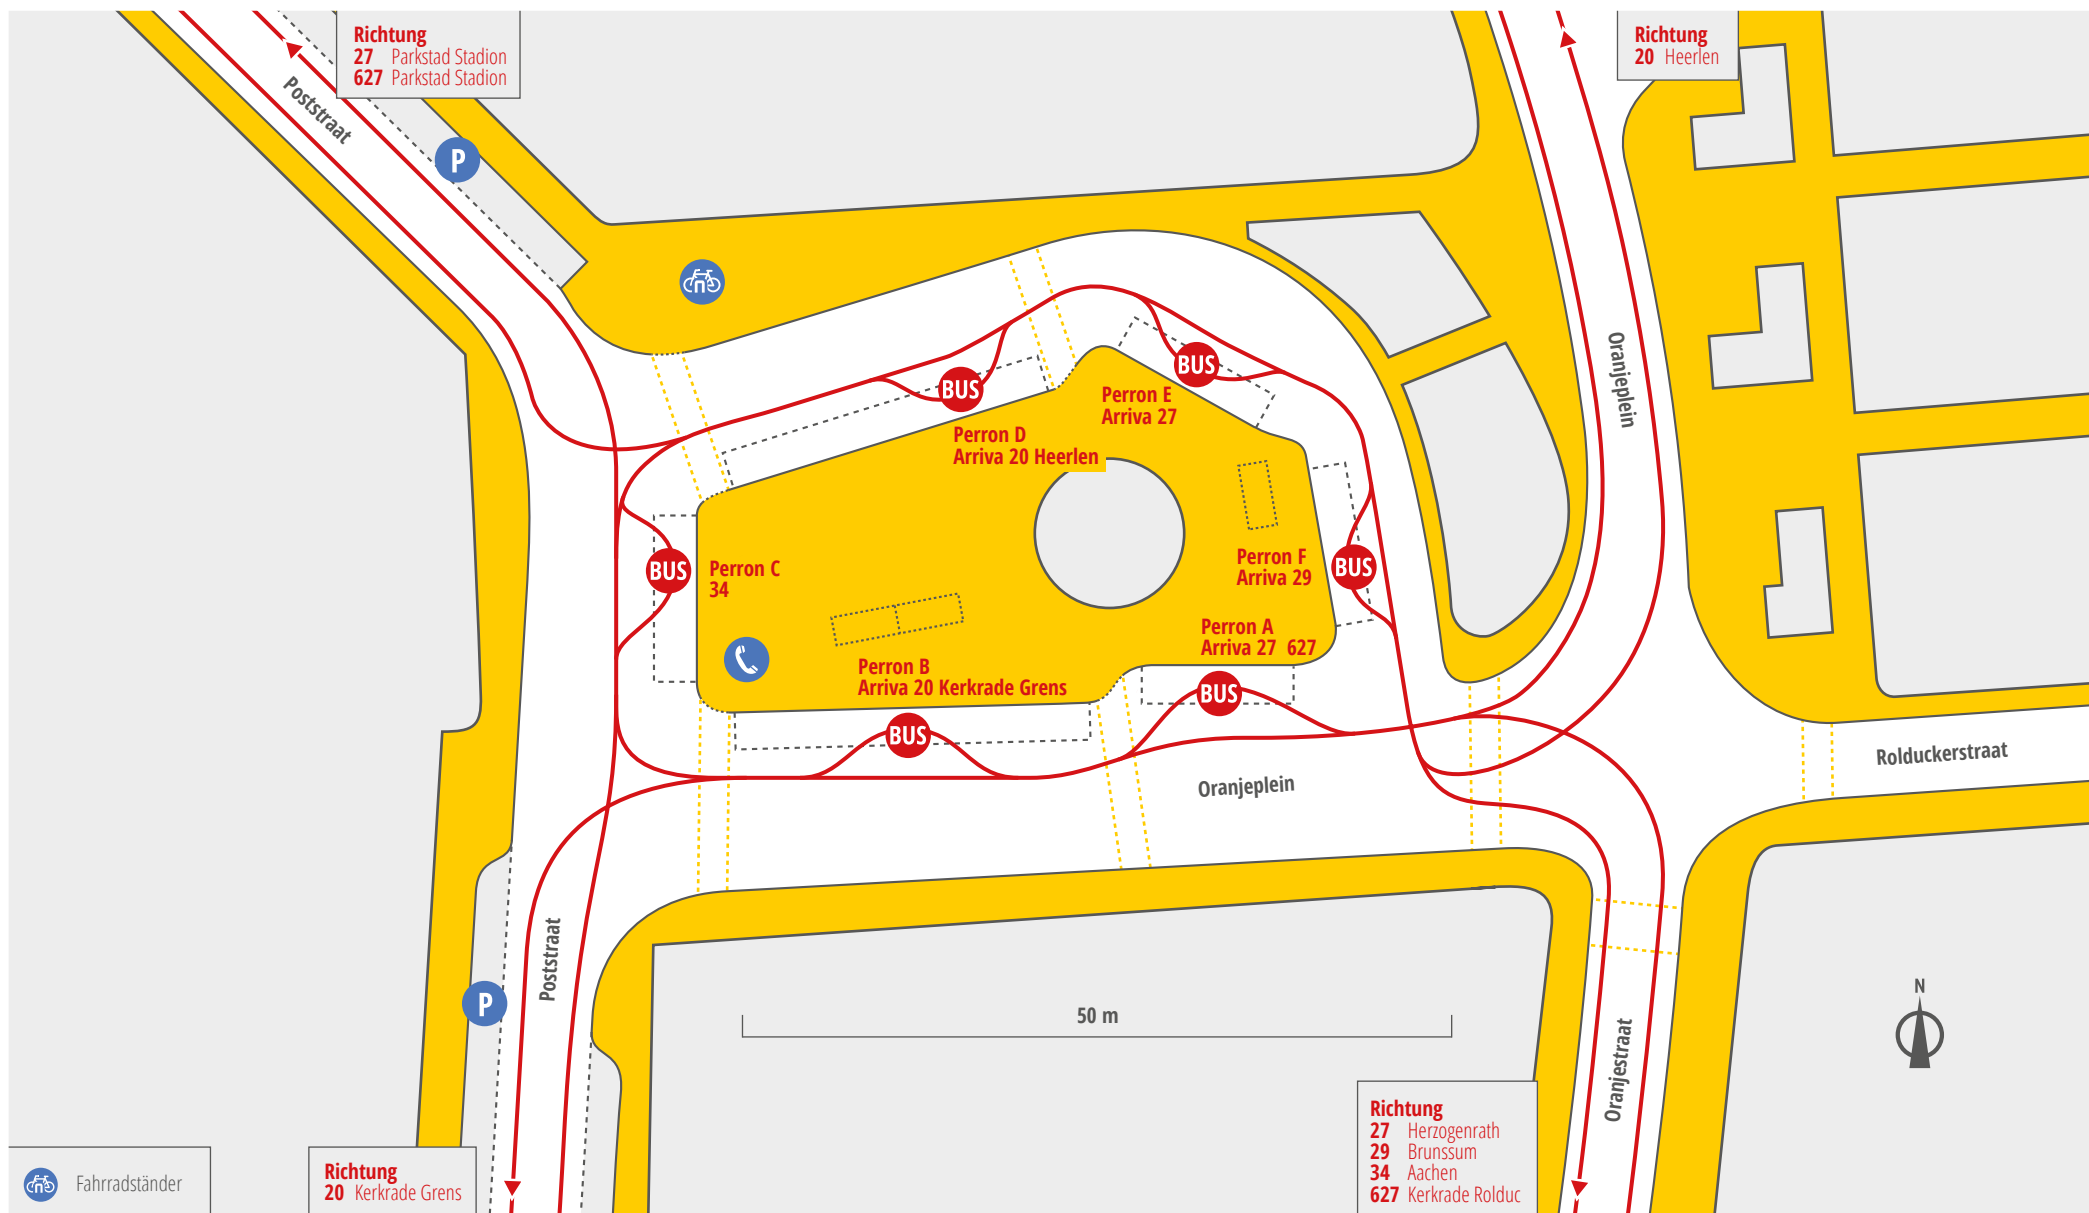 Richtung
27 Parkstad Stadion
627 Parkstad Stadion
Richtung
20 Heerlen
Poststraat
P
Oranjeplein
BUS
Perron E
Arriva 27
BUS
Perron D
Arriva 20 Heerlen
BUS
Perron C
34
Perron F
Arriva 29
BUS
Perron A
Arriva 27 627
BUS
Perron B
Arriva 20 Kerkrade Grens
BUS
Oranjeplein
Rolduckerstraat
Poststraat
P
50 m
N
Oranjestraat
Richtung
27 Herzogenrath
29 Brunssum
34 Aachen
627 Kerkrade Rolduc
Fahrradständer
Richtung
20 Kerkrade Grens